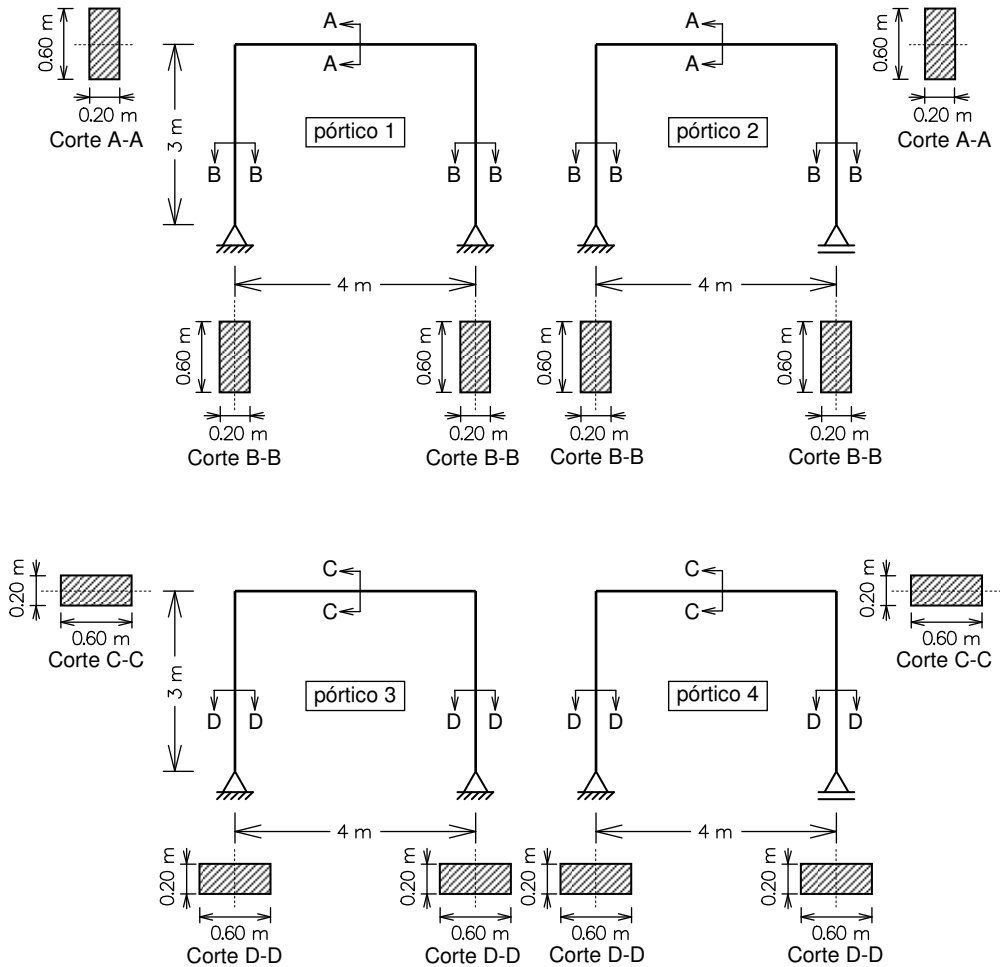 A A
0.60 m 0.60 m
A A
0.20 m 0.20 m
Corte A-A Corte A-A
3 m
pórtico 1 pórtico 2
B B B B B B B B
4 m 4 m
0.60 m 0.60 m 0.60 m 0.60 m
0.20 m 0.20 m 0.20 m 0.20 m
Corte B-B Corte B-B Corte B-B Corte B-B
C C
0.20 m 0.20 m
C C
0.60 m 0.60 m
Corte C-C Corte C-C
3 m
pórtico 3 pórtico 4
D D D D D D D D
4 m 4 m
0.20 m 0.20 m 0.20 m 0.20 m
0.60 m 0.60 m 0.60 m 0.60 m
Corte D-D Corte D-D Corte D-D Corte D-D